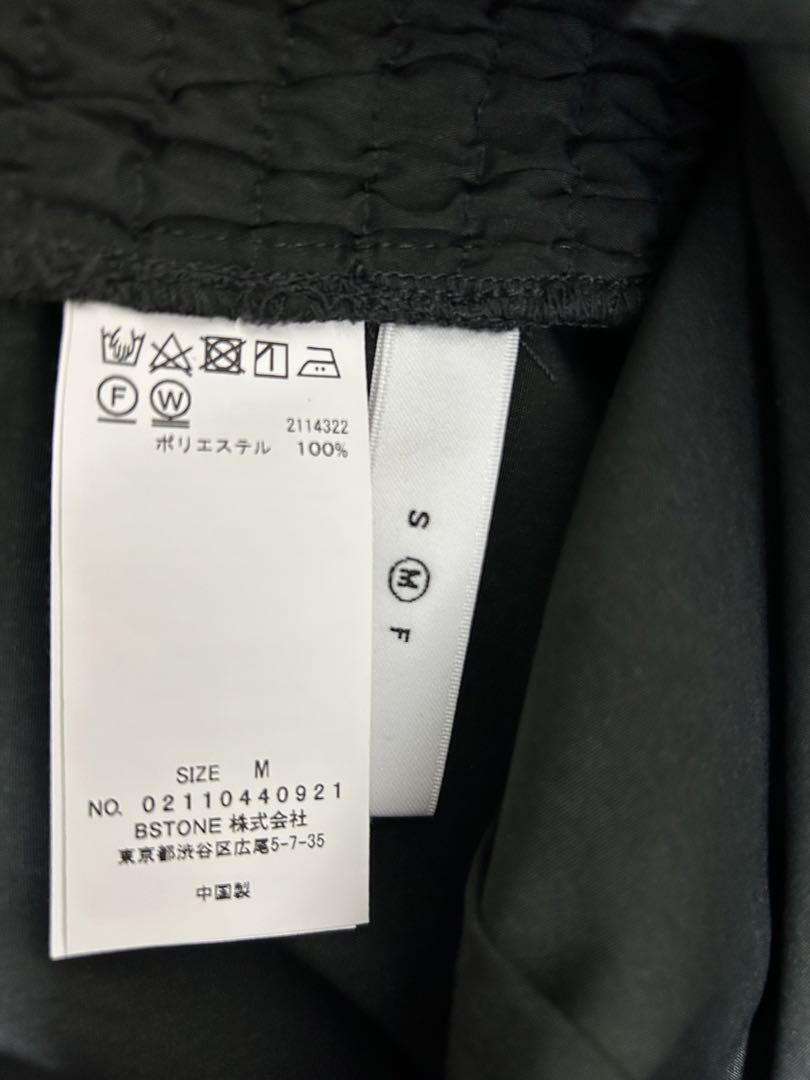 F W
2114322
ポリエステル 100%
SIZE M
NO. 02110440921
BSTONE 株式会社
東京都渋谷区広尾5-7-35
中国製
S
M
F